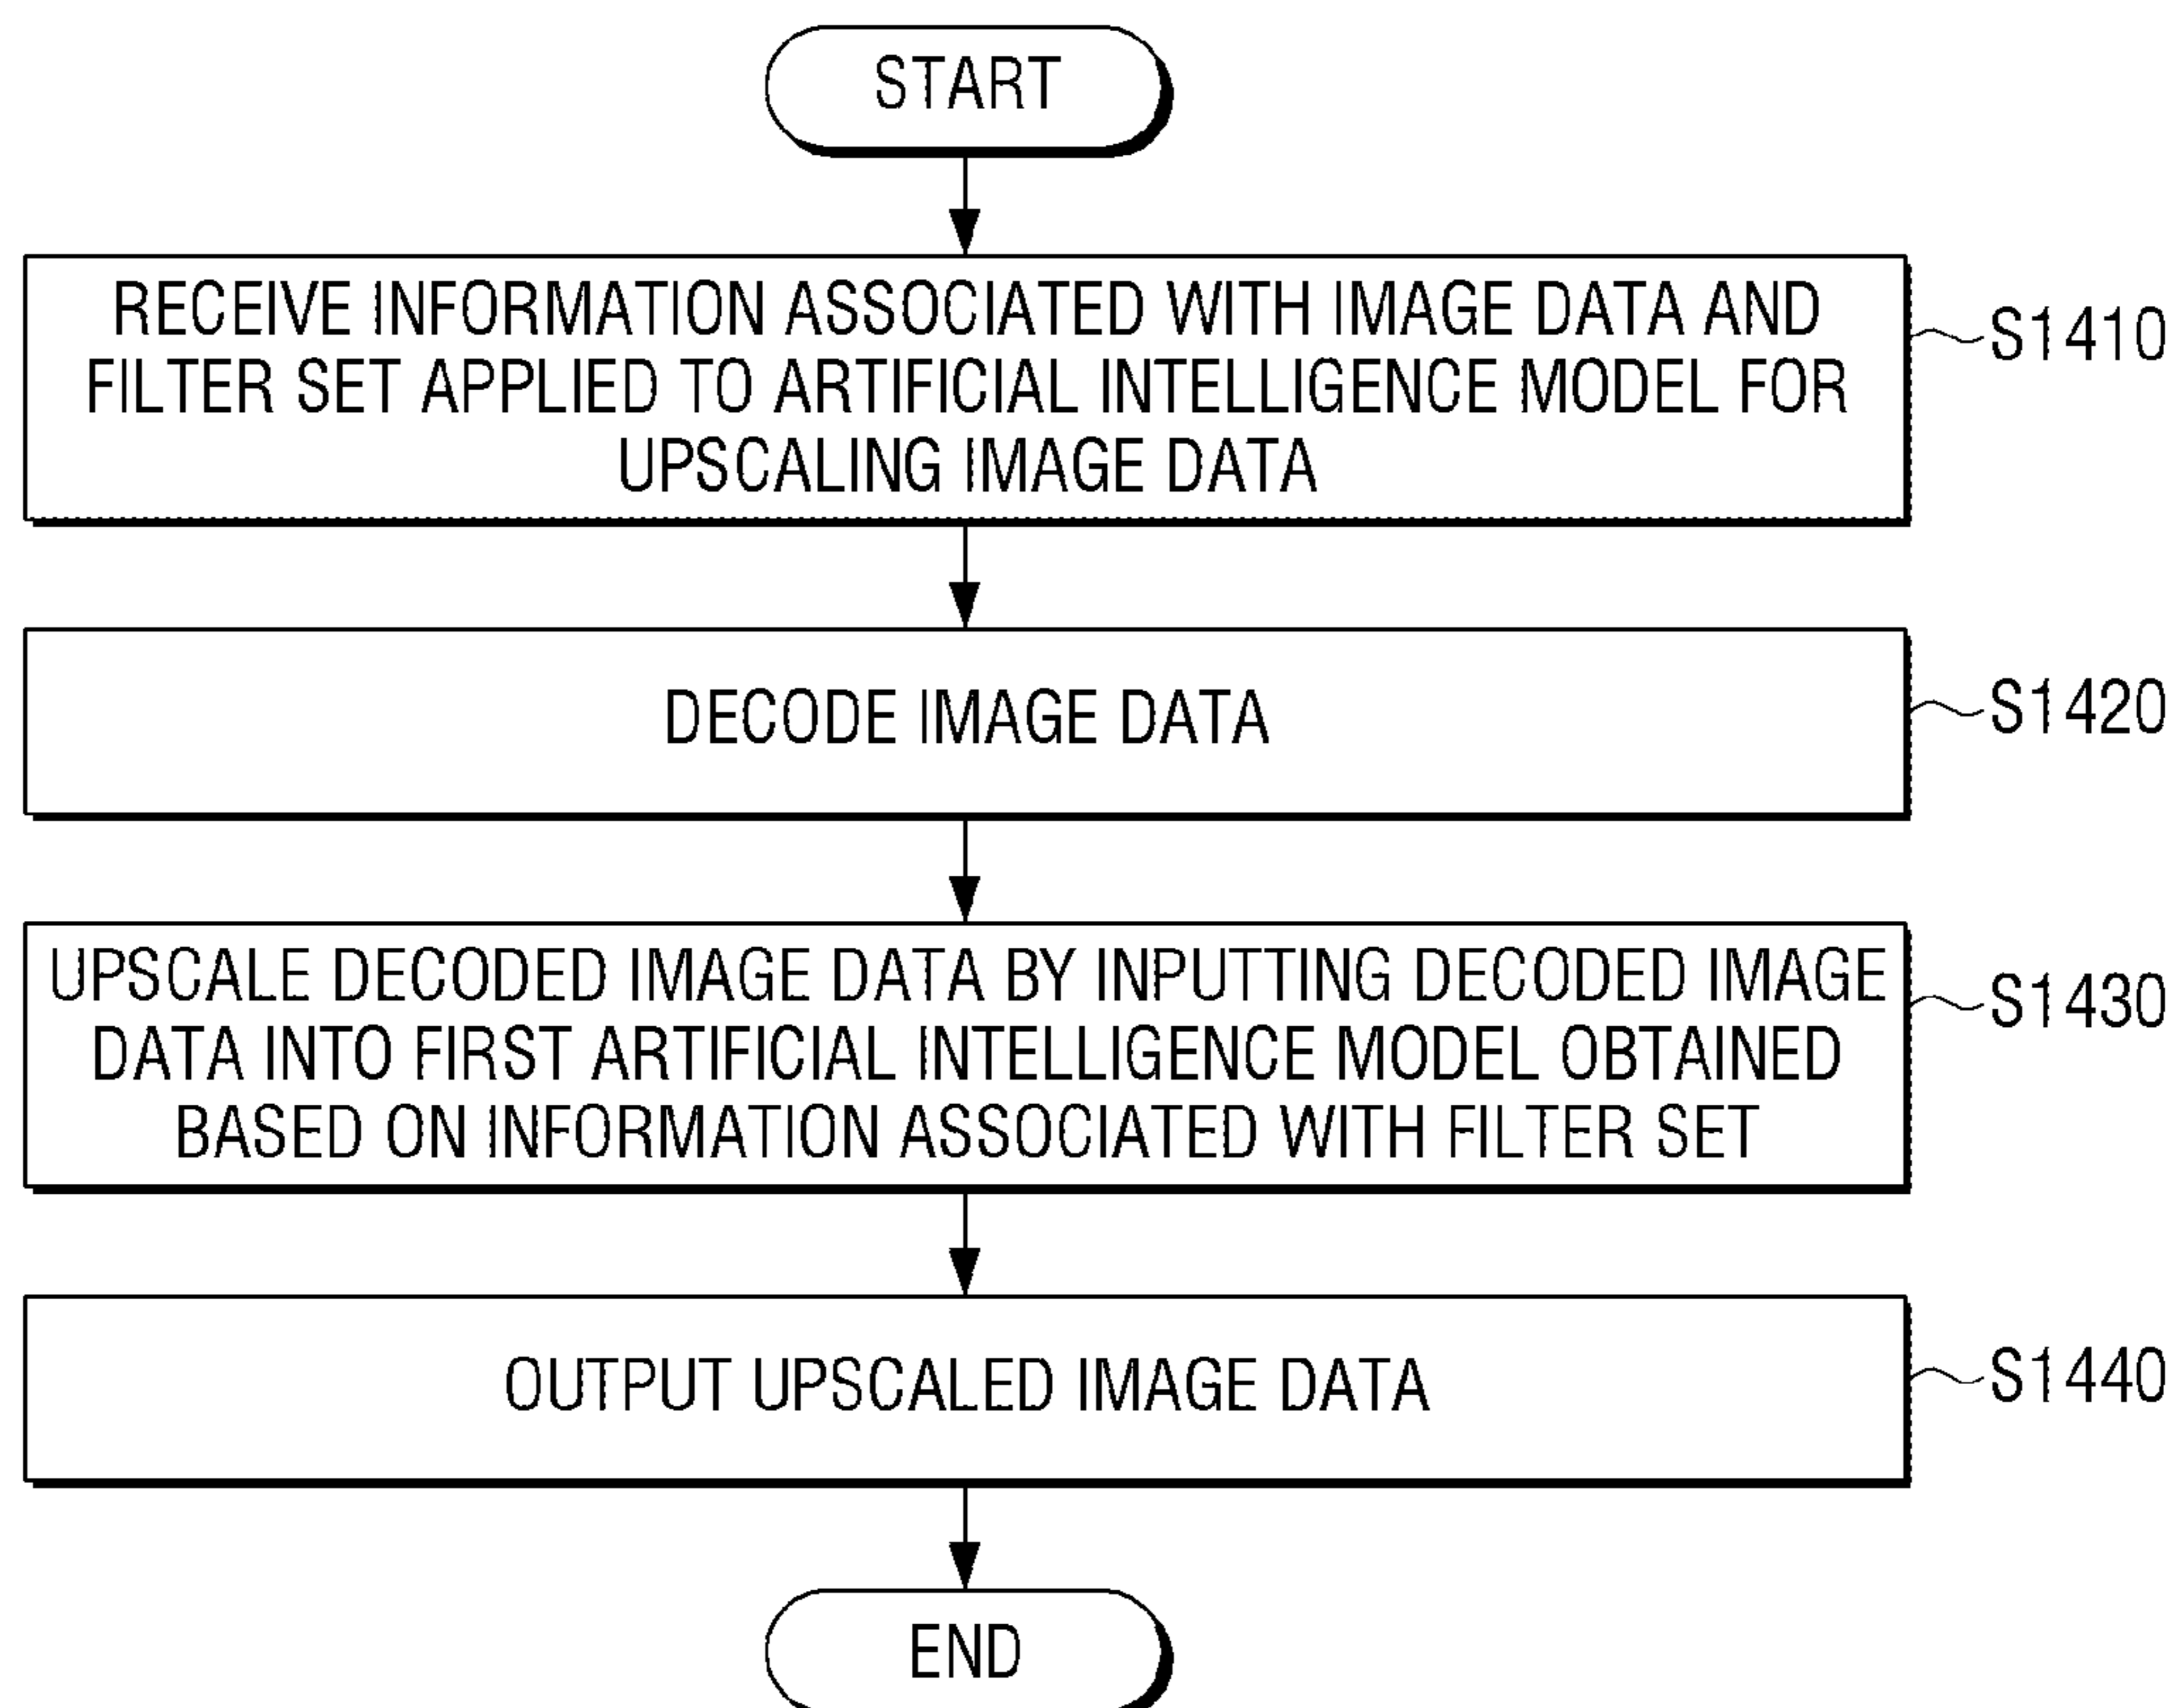 START
RECEIVE INFORMATION ASSOCIATED WITH IMAGE DATA AND
FILTER SET APPLIED TO ARTIFICIAL INTELLIGENCE MODEL FOR
UPSCALING IMAGE DATA
S1410
DECODE IMAGE DATA
S1420
UPSCALE DECODED IMAGE DATA BY INPUTTING DECODED IMAGE
DATA INTO FIRST ARTIFICIAL INTELLIGENCE MODEL OBTAINED
BASED ON INFORMATION ASSOCIATED WITH FILTER SET
S1430
OUTPUT UPSCALED IMAGE DATA
S1440
END